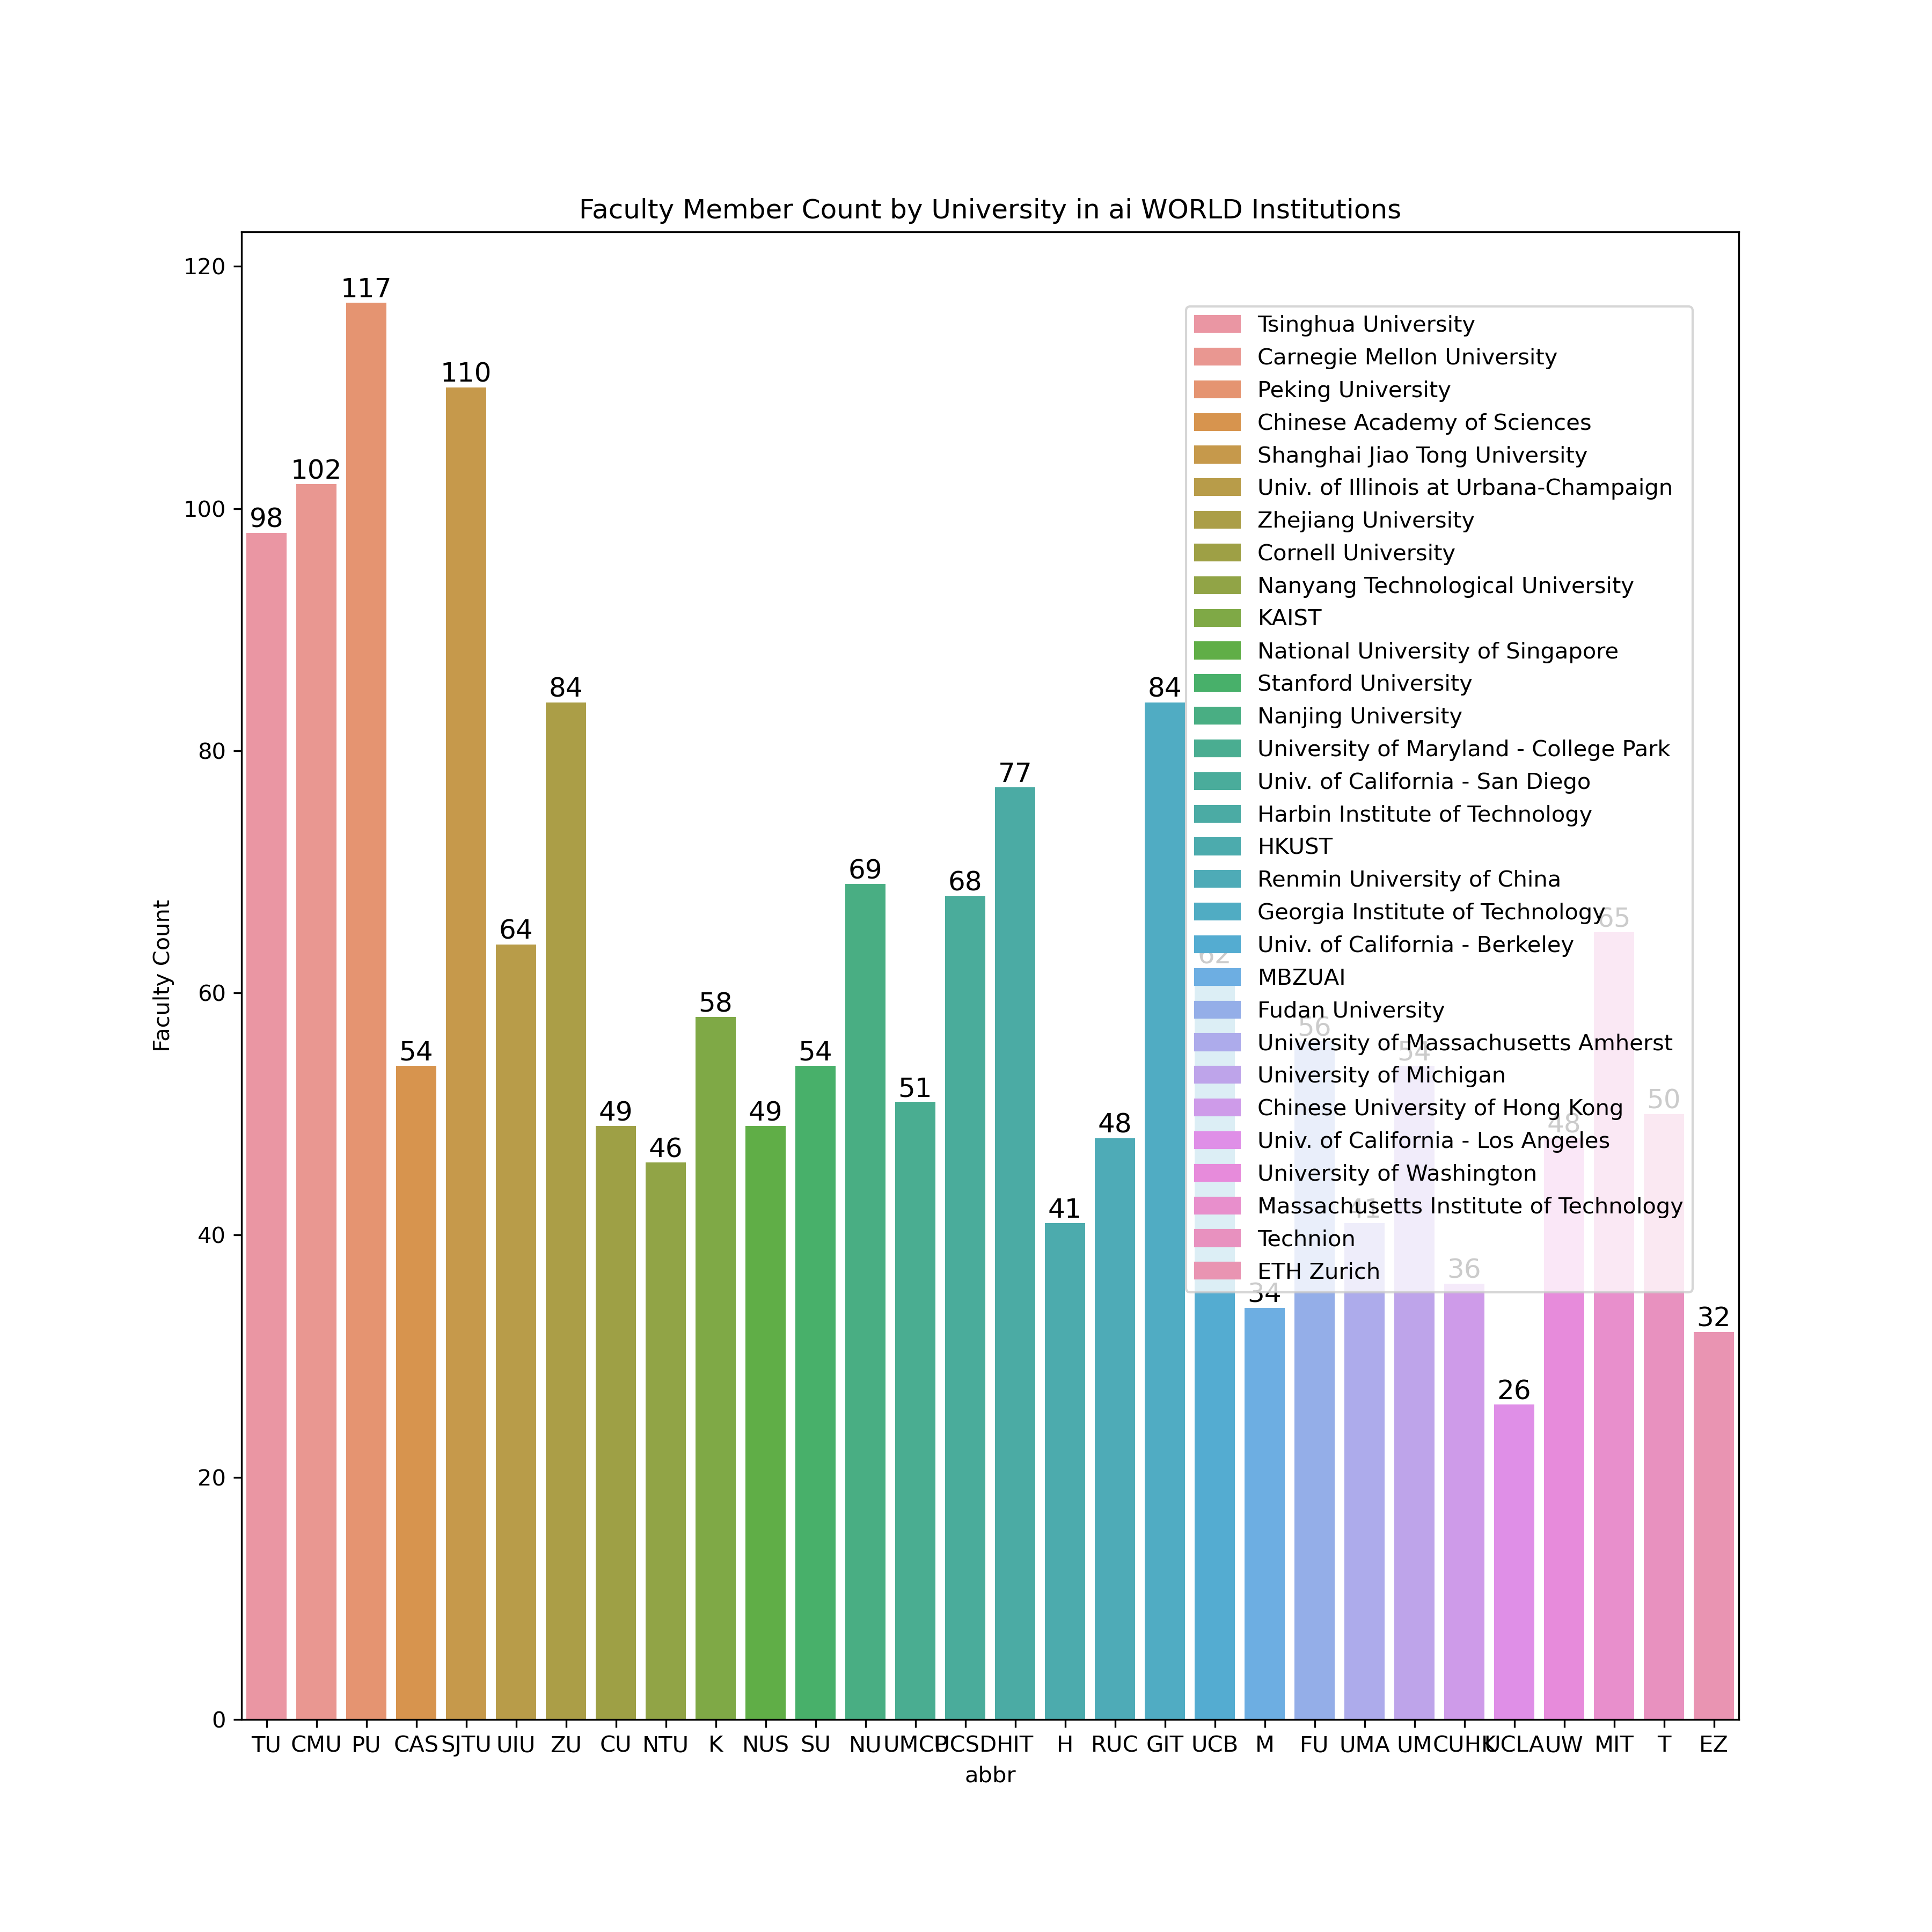 Faculty Member Count by University in ai WORLD Institutions
120
100
80
60
40
20
0
Faculty Count
98
102
117
54
110
64
84
49
46
58
49
54
69
51
68
77
41
48
84
62
34
56
41
54
36
26
48
65
50
32
Tsinghua University
Carnegie Mellon University
Peking University
Chinese Academy of Sciences
Shanghai Jiao Tong University
Univ. of Illinois at Urbana-Champaign
Zhejiang University
Cornell University
Nanyang Technological University
KAIST
National University of Singapore
Stanford University
Nanjing University
University of Maryland - College Park
Univ. of California - San Diego
Harbin Institute of Technology
HKUST
Renmin University of China
Georgia Institute of Technology
Univ. of California - Berkeley
MBZUAI
Fudan University
University of Massachusetts Amherst
University of Michigan
Chinese University of Hong Kong
Univ. of California - Los Angeles
University of Washington
Massachusetts Institute of Technology
Technion
ETH Zurich
TU CMU PU CAS SJTU UIU ZU CU NTU K NUS SU NU UMCP UCSD HIT H RUC GIT UCB M FU UMA UM CUHK UCLA UW MIT T EZ
abbr